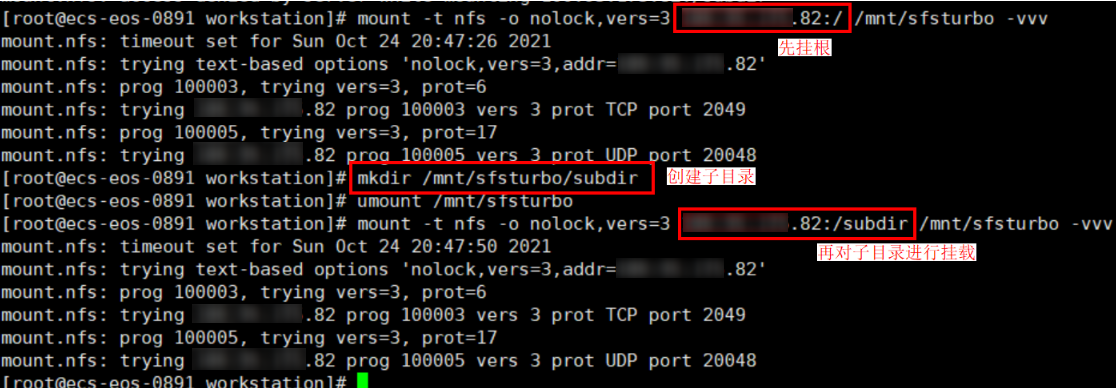 [root@ecs-eos-0891 workstation]# mount -t nfs -o nolock,vers=3 .82:/ /mnt/sfsturbo -vvv
mount.nfs: timeout set for Sun Oct 24 20:47:26 2021
先挂根
mount.nfs: trying text-based options 'nolock,vers=3,addr= .82'
mount.nfs: prog 100003, trying vers=3, prot=6
mount.nfs: trying .82 prog 100003 vers 3 prot TCP port 2049
mount.nfs: prog 100005, trying vers=3, prot=17
mount.nfs: trying .82 prog 100005 vers 3 prot UDP port 20048
[root@ecs-eos-0891 workstation]# mkdir /mnt/sfsturbo/subdir 创建子目录
[root@ecs-eos-0891 workstation]# umount /mnt/sfsturbo
[root@ecs-eos-0891 workstation]# mount -t nfs -o nolock,vers=3 .82:/subdir /mnt/sfsturbo -vvv
mount.nfs: timeout set for Sun Oct 24 20:47:50 2021
再对子目录进行挂载
mount.nfs: trying text-based options 'nolock,vers=3,addr= .82'
mount.nfs: prog 100003, trying vers=3, prot=6
mount.nfs: trying .82 prog 100003 vers 3 prot TCP port 2049
mount.nfs: prog 100005, trying vers=3, prot=17
mount.nfs: trying .82 prog 100005 vers 3 prot UDP port 20048
[root@ecs-eos-0891 workstation]#